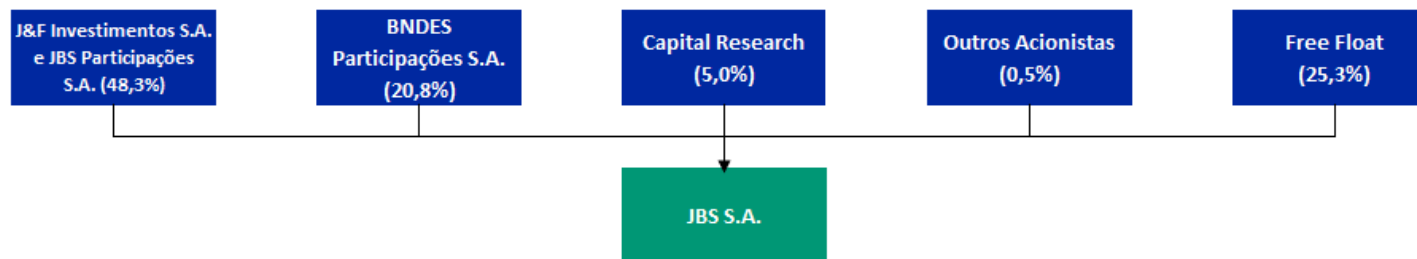 J&F Investimentos S.A.
e JBS Participações
S.A. (48,3%)
BNDES
Participações S.A.
(20,8%)
Capital Research
(5,0%)
Outros Acionistas
(0,5%)
Free Float
(25,3%)
JBS S.A.